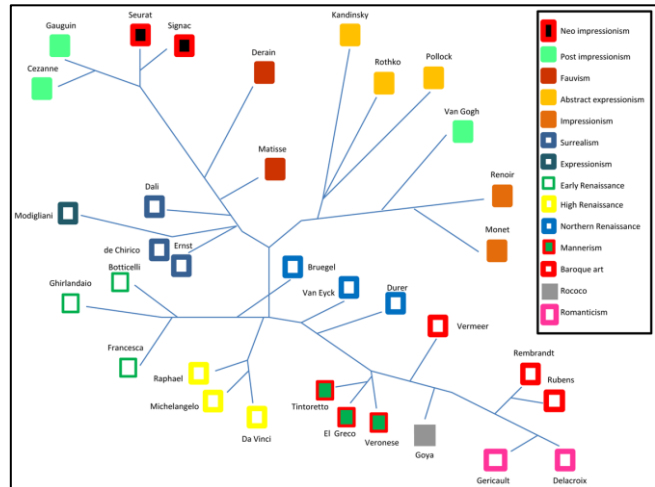 Gauguin
Seurat
Signac
Cezanne
Derain
Kandinsky
Rothko
Pollock
Van Gogh
Matisse
Renoir
Monet
Dali
Modigliani
de Chirico
Ernst
Bruegel
Van Eyck
Durer
Ghirlandaio
Botticelli
Francesca
Raphael
Michelangelo
Da Vinci
Vermeer
Tintoretto
El Greco
Veronese
Goya
Rembrandt
Rubens
Gericault
Delacroix
Neo impressionism
Post impressionism
Fauvism
Abstract expressionism
Impressionism
Surrealism
Expressionism
Early Renaissance
High Renaissance
Northern Renaissance
Mannerism
Baroque art
Rococo
Romanticism